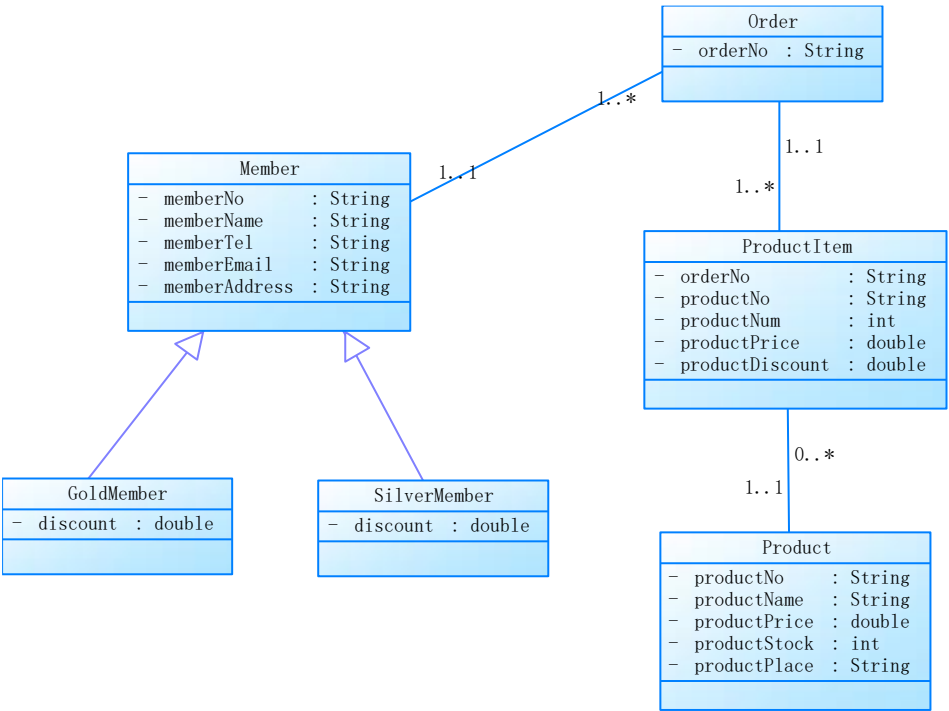 Order
- orderNo : String
1..*
1..1
1..1
1..*
Member
- memberNo : String
- memberName : String
- memberTel : String
- memberEmail : String
- memberAddress : String
ProductItem
- orderNo : String
- productNo : String
- productNum : int
- productPrice : double
- productDiscount : double
0..*
1..1
GoldMember
- discount : double
SilverMember
- discount : double
Product
- productNo : String
- productName : String
- productPrice : double
- productStock : int
- productPlace : String